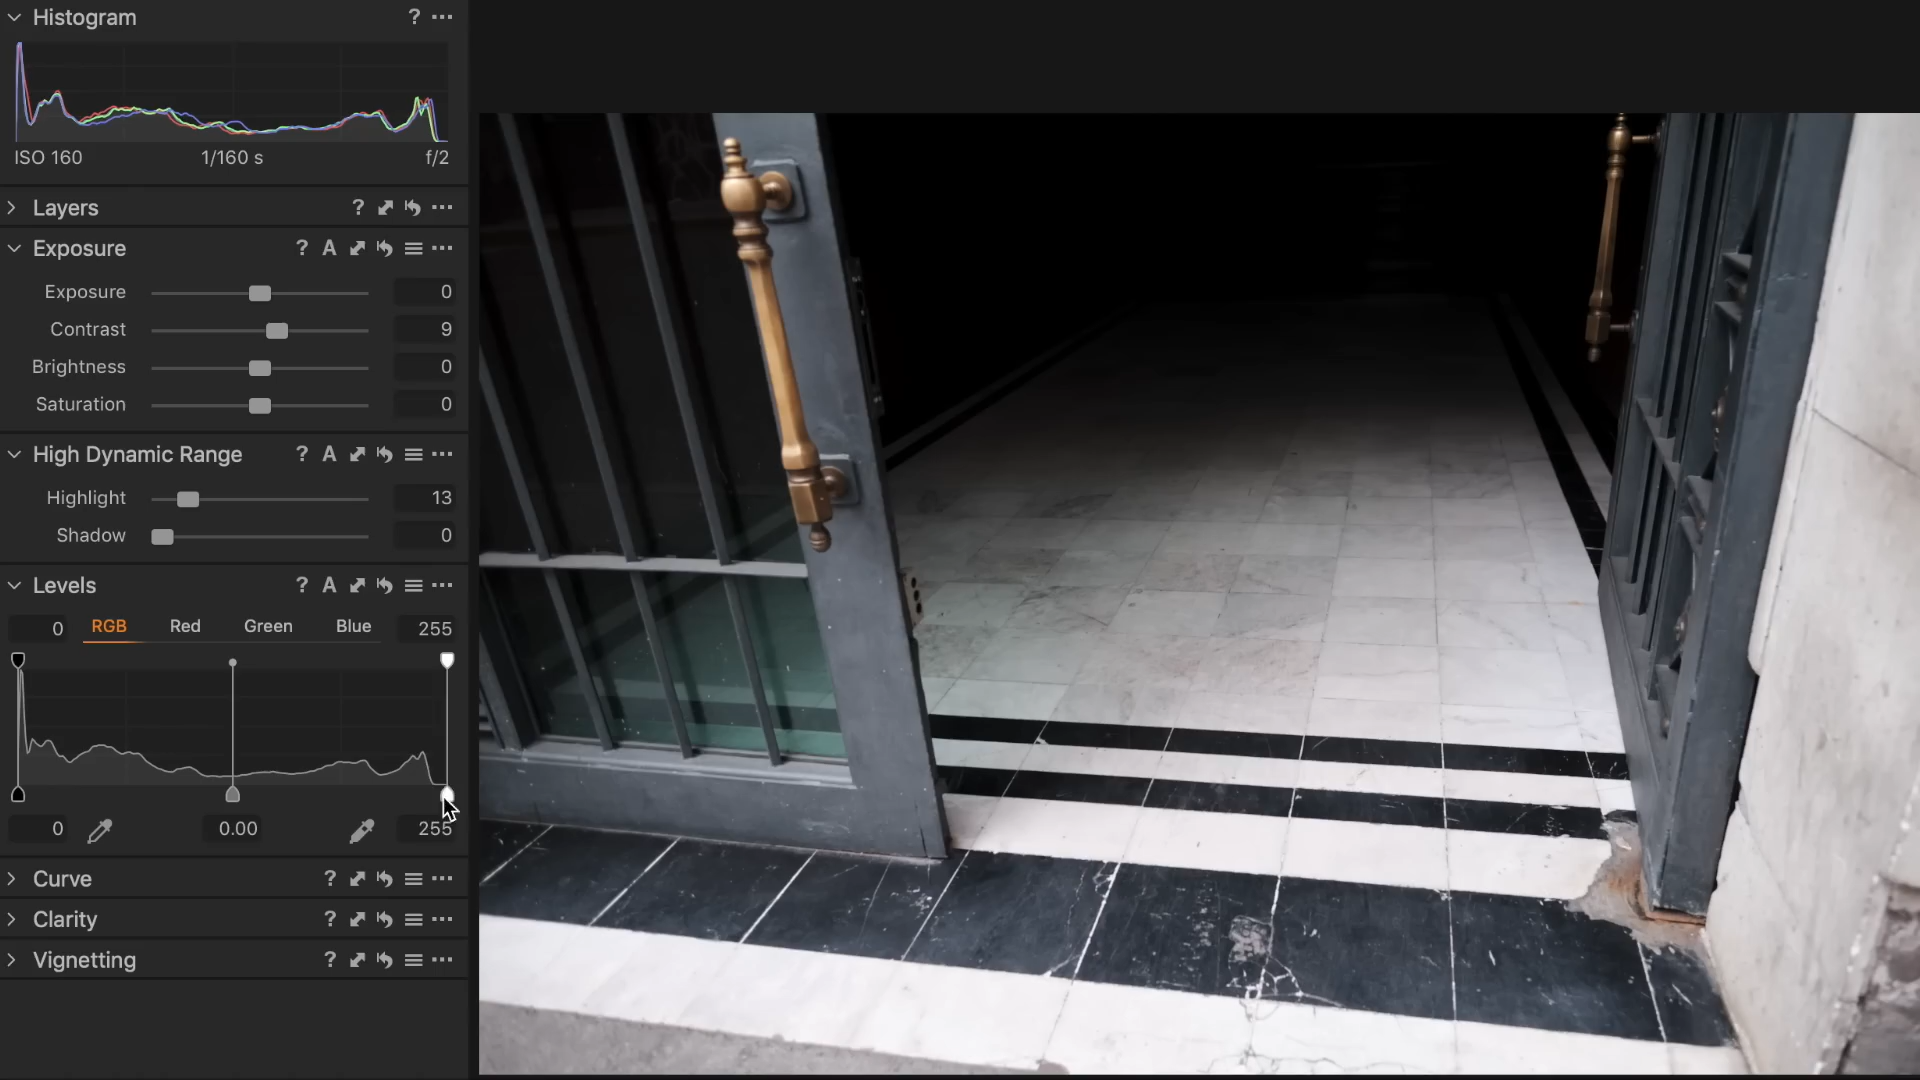 Histogram ? ...
ISO 160 1/160 s f/2
Layers ? ...
Exposure ? A ...
Exposure 0
Contrast 9
Brightness 0
Saturation 0
High Dynamic Range ? A ...
Highlight 13
Shadow 0
Levels ? A ...
0 RGB Red Green Blue 255
0 0.00 255
Curve ? ...
Clarity ? ...
Vignetting ? ...